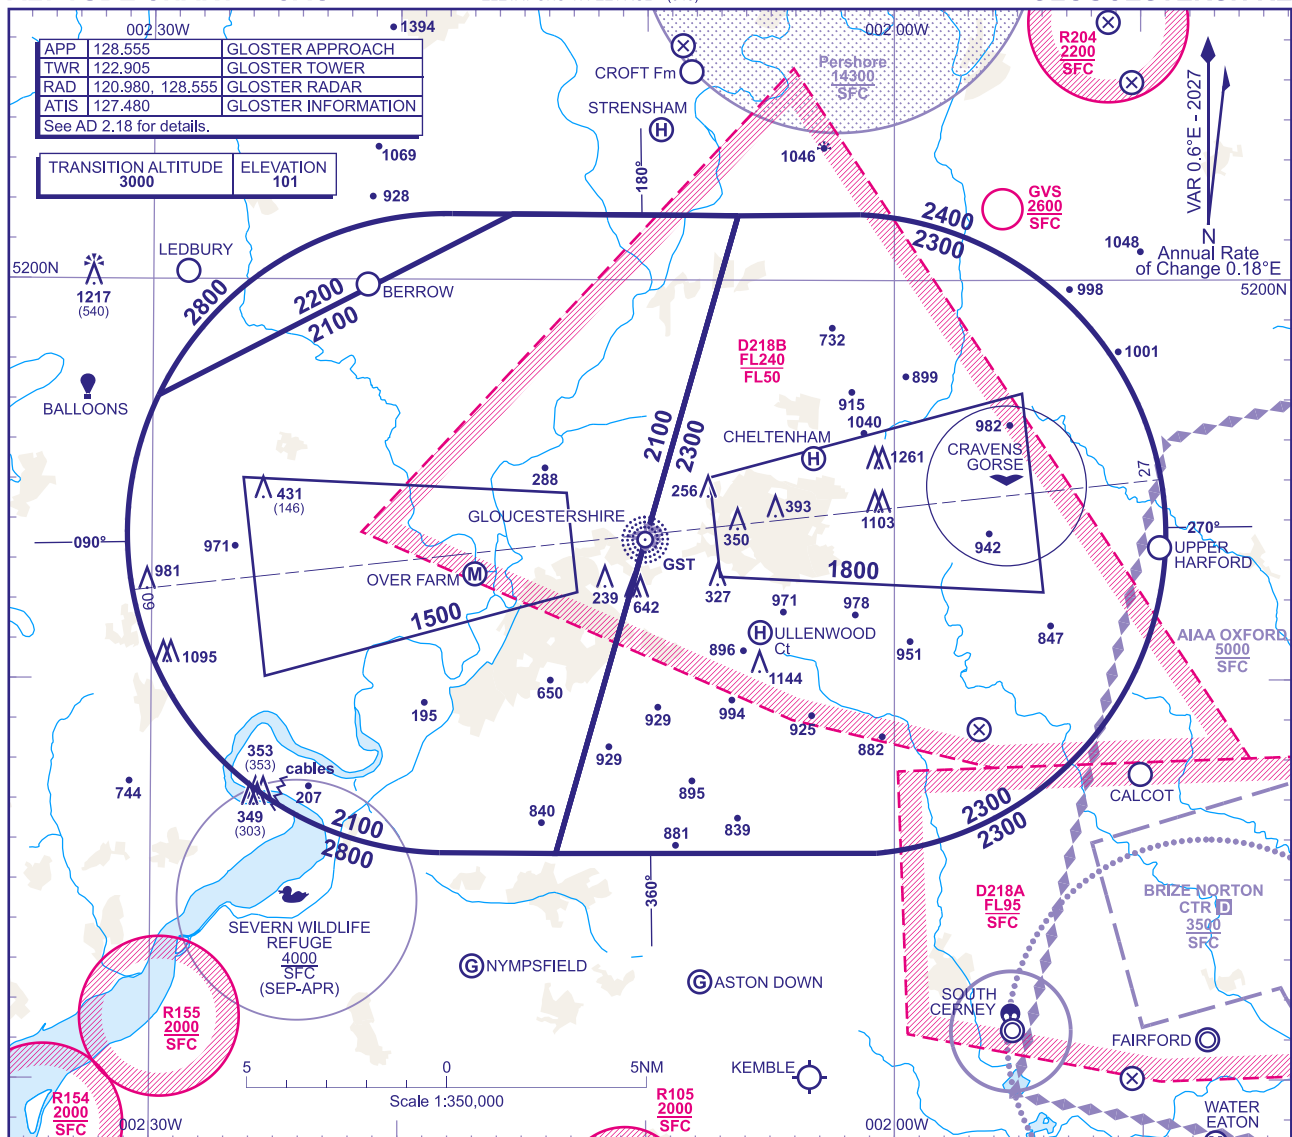 002 30W
1394
002 00W
APP 128.555 GLOSTER APPROACH
TWR 122.905 GLOSTER TOWER
RAD 120.980, 128.555 GLOSTER RADAR
ATIS 127.480 GLOSTER INFORMATION
See AD 2.18 for details.
TRANSITION ALTITUDE
3000
ELEVATION
101
1069
928
CROFT Fm
STRENSHAM
H
180°
Pershore
14300
SFC
1046
R204
2200
SFC
VAR 0.6°E - 2027
N
Annual Rate
of Change 0.18°E
GVS
2600
SFC
2400
2300
1048
5200N
5200N
LEDBURY
1217
(540)
2800
2200
2100
BERROW
998
1001
BALLOONS
732
D218B
FL240
FL50
899
915
1040
2100
2300
CHELTENHAM
H
1261
982
CRAVENS
GORSE
27
288
431
(146)
256
393
350
1103
GLOUCESTERSHIRE
GST
942
090°
971
270°
UPPER
HARFORD
981
09
OVER FARM
M
239
642
327
1800
1500
971
978
H
ULLENWOOD
Ct
896
1144
951
847
AIAA OXFORD
5000
SFC
1095
650
195
929
994
925
882
929
353
(353)
cables
207
349
(303)
744
895
CALCOT
840
839
881
2100
2800
2300
2300
360°
D218A
FL95
SFC
BRIZE NORTON
CTR D
3500
SFC
SEVERN WILDLIFE
REFUGE
4000
SFC
(SEP-APR)
G NYMPSFIELD
G ASTON DOWN
SOUTH
CERNEY
R155
2000
SFC
FAIRFORD
5 0 5NM
Scale 1:350,000
KEMBLE
R154
2000
SFC
R105
2000
SFC
WATER
EATON
002 30W
002 00W